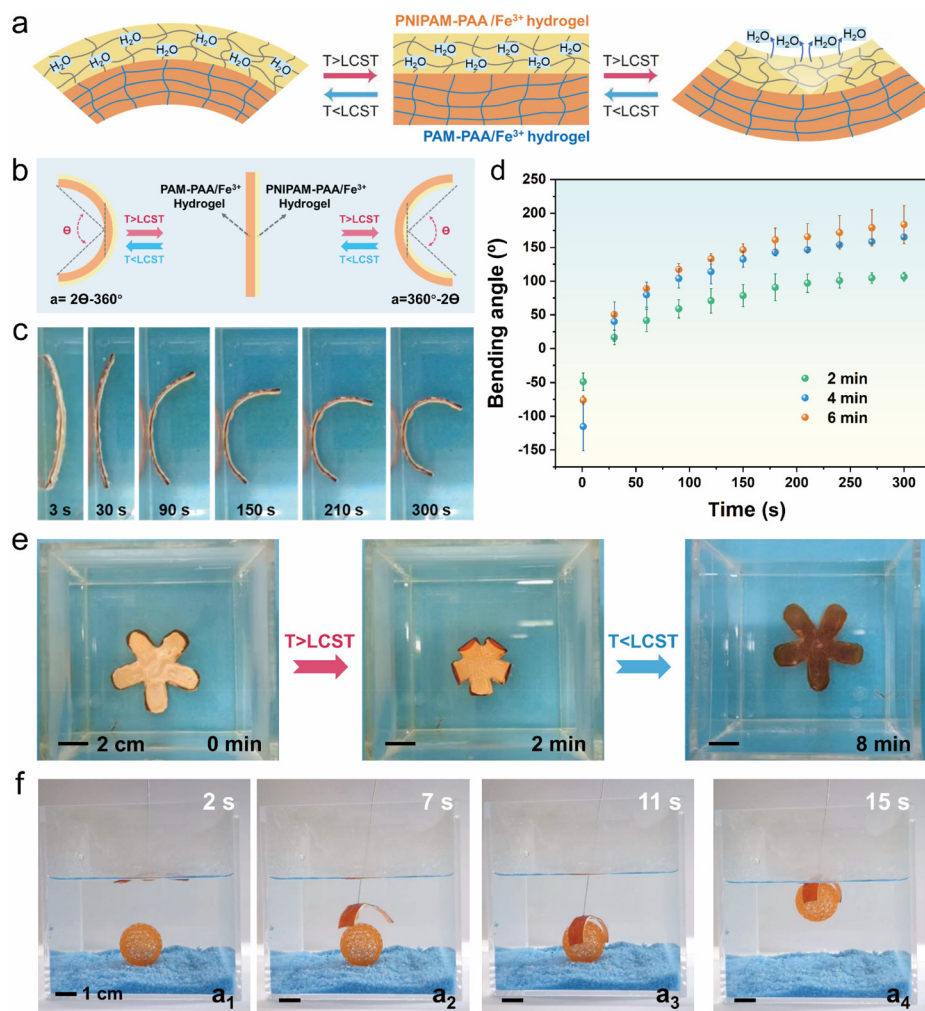 a
PNIPAM-PAA/Fe³⁺ hydrogel
H₂O H₂O H₂O H₂O H₂O H₂O H₂O
T>LCST
T<LCST
H₂O H₂O H₂O
H₂O H₂O H₂O
T>LCST
T<LCST
H₂O H₂O H₂O H₂O
PAM-PAA/Fe³⁺ hydrogel
b
Θ
a= 2Θ-360°
T>LCST
T<LCST
PAM-PAA/Fe³⁺
Hydrogel
PNIPAM-PAA/Fe³⁺
Hydrogel
T>LCST
T<LCST
Θ
a=360°-2Θ
c
3 s 30 s 90 s 150 s 210 s 300 s
d
Bending angle (º)
250
200
150
100
50
0
-50
-100
-150
2 min
4 min
6 min
0 50 100 150 200 250 300
Time (s)
e
2 cm 0 min
T>LCST
2 min
T<LCST
8 min
f
2 s 7 s 11 s 15 s
1 cm a₁ a₂ a₃ a₄